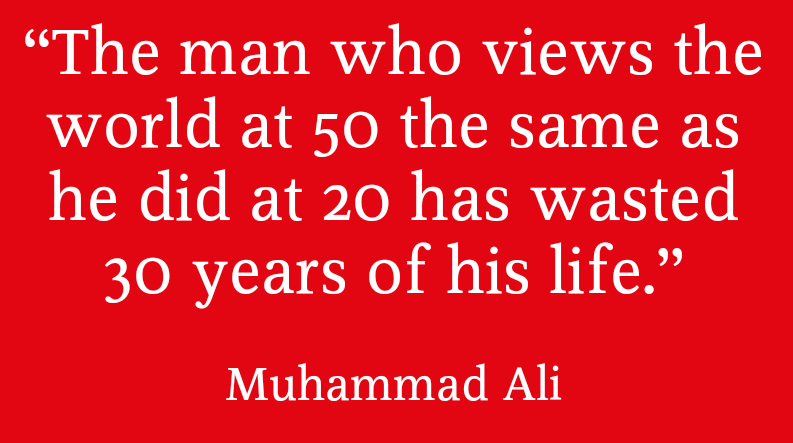 “The man who views the
world at 50 the same as
he did at 20 has wasted
30 years of his life.”
Muhammad Ali